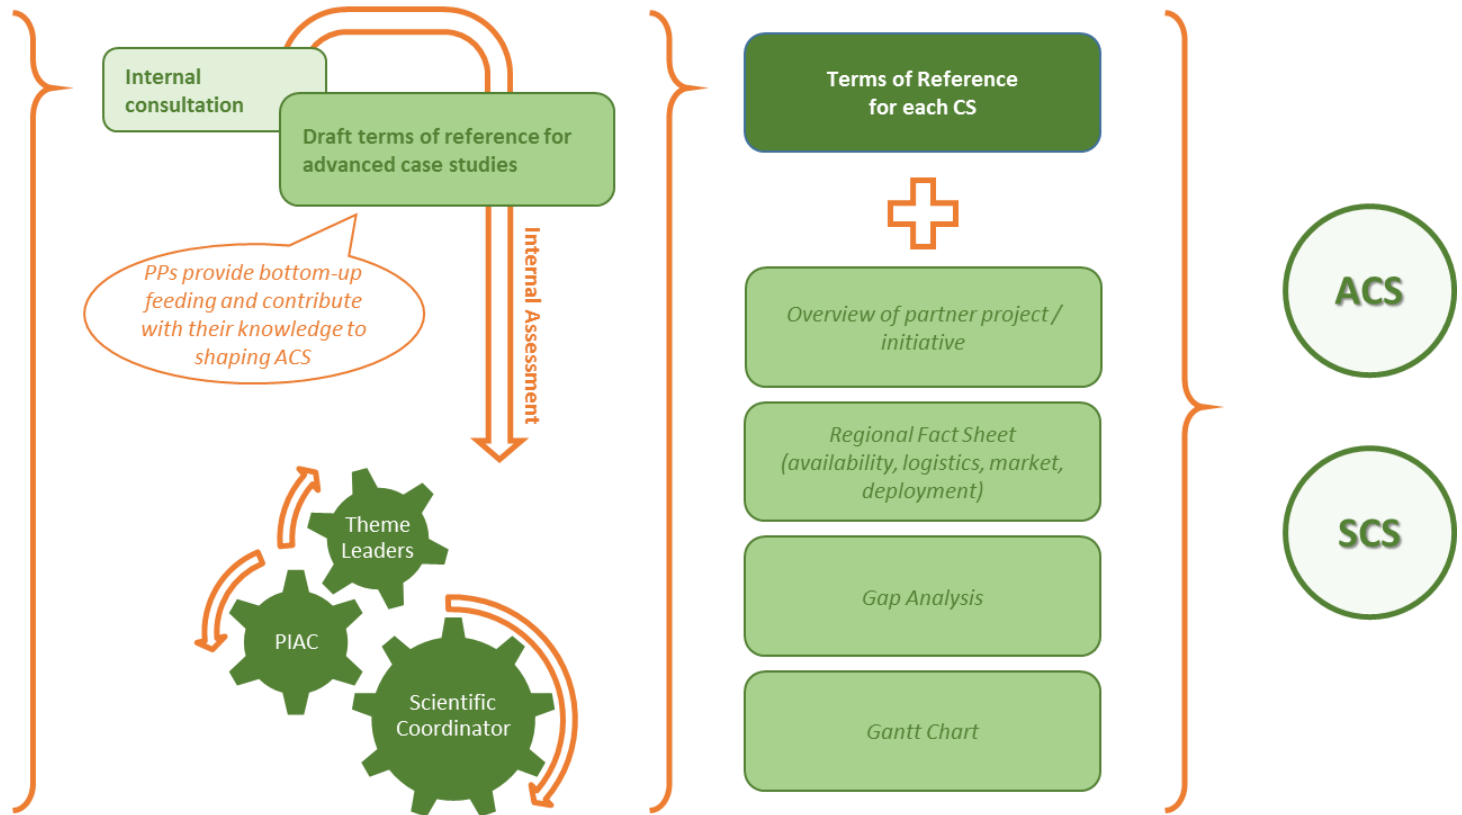 Internal
consultation
Draft terms of reference for
advanced case studies
PPs provide bottom-up
feeding and contribute
with their knowledge to
shaping ACS
Internal Assessment
Theme
Leaders
PIAC
Scientific
Coordinator
Terms of Reference
for each CS
Overview of partner project /
initiative
Regional Fact Sheet
(availability, logistics, market,
deployment)
Gap Analysis
Gantt Chart
ACS
SCS